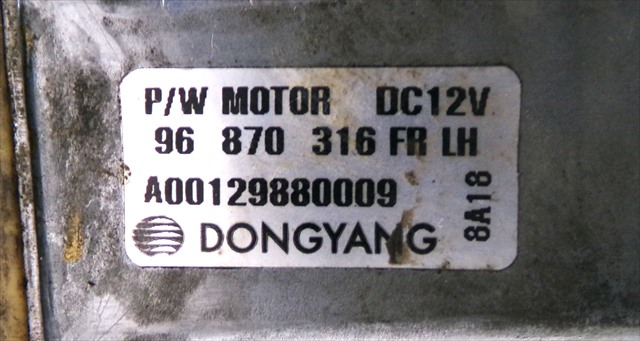 P/W MOTOR DC12V
96 870 316 FR LH
A00129880009
8A18
DONGYANG